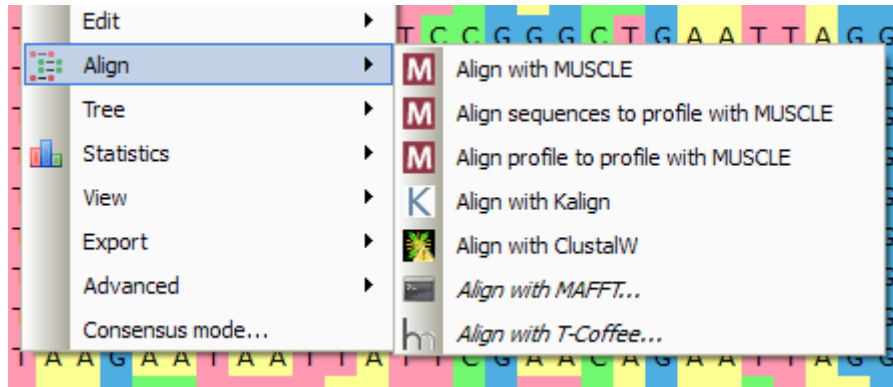 Edit
T C C G G G C T G A A T T A G G
Align
Tree
Statistics
View
Export
Advanced
Consensus mode...
M Align with MUSCLE
M Align sequences to profile with MUSCLE
M Align profile to profile with MUSCLE
K Align with Kalign
Align with ClustalW
Align with MAFFT...
Align with T-Coffee...
T A A G A A T A A T T A T T C G A A C A G A A T T A G G